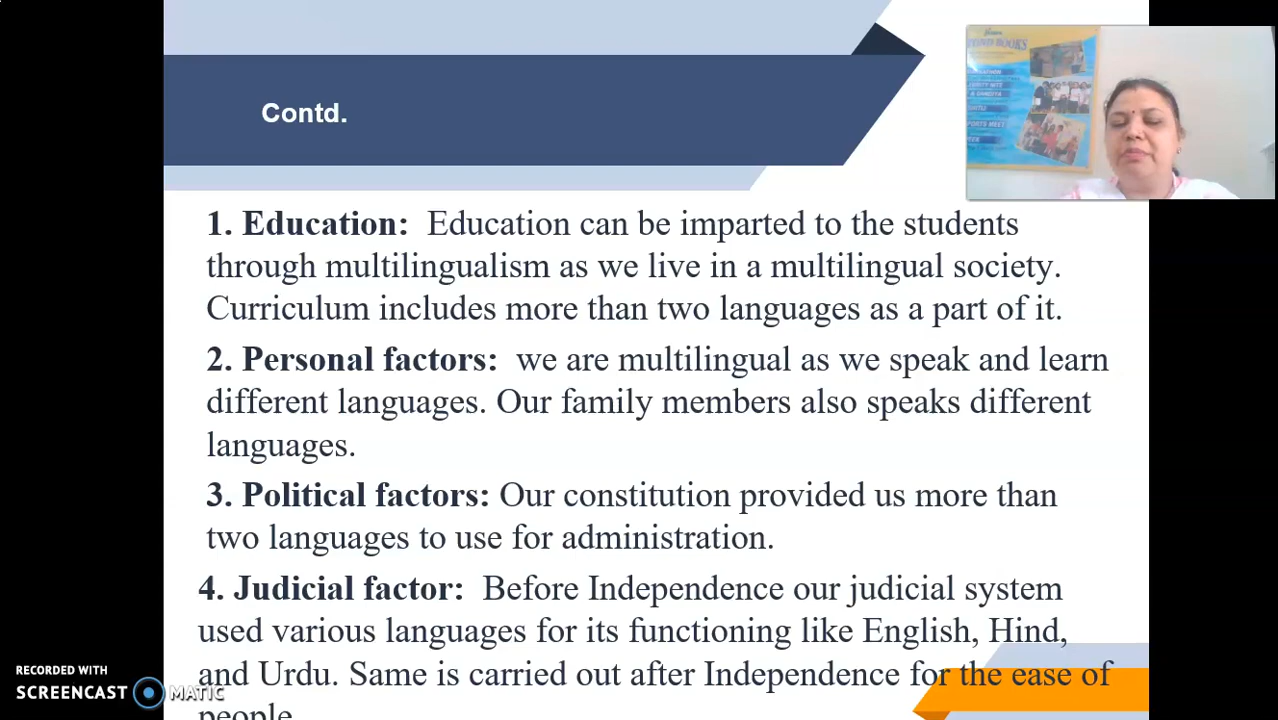 Contd.
1. Education: Education can be imparted to the students
through multilingualism as we live in a multilingual society.
Curriculum includes more than two languages as a part of it.
2. Personal factors: we are multilingual as we speak and learn
different languages. Our family members also speaks different
languages.
3. Political factors: Our constitution provided us more than
two languages to use for administration.
4. Judicial factor: Before Independence our judicial system
used various languages for its functioning like English, Hind,
and Urdu. Same is carried out after Independence for the ease of
people
RECORDED WITH
SCREENCAST MATIC
BOOKS